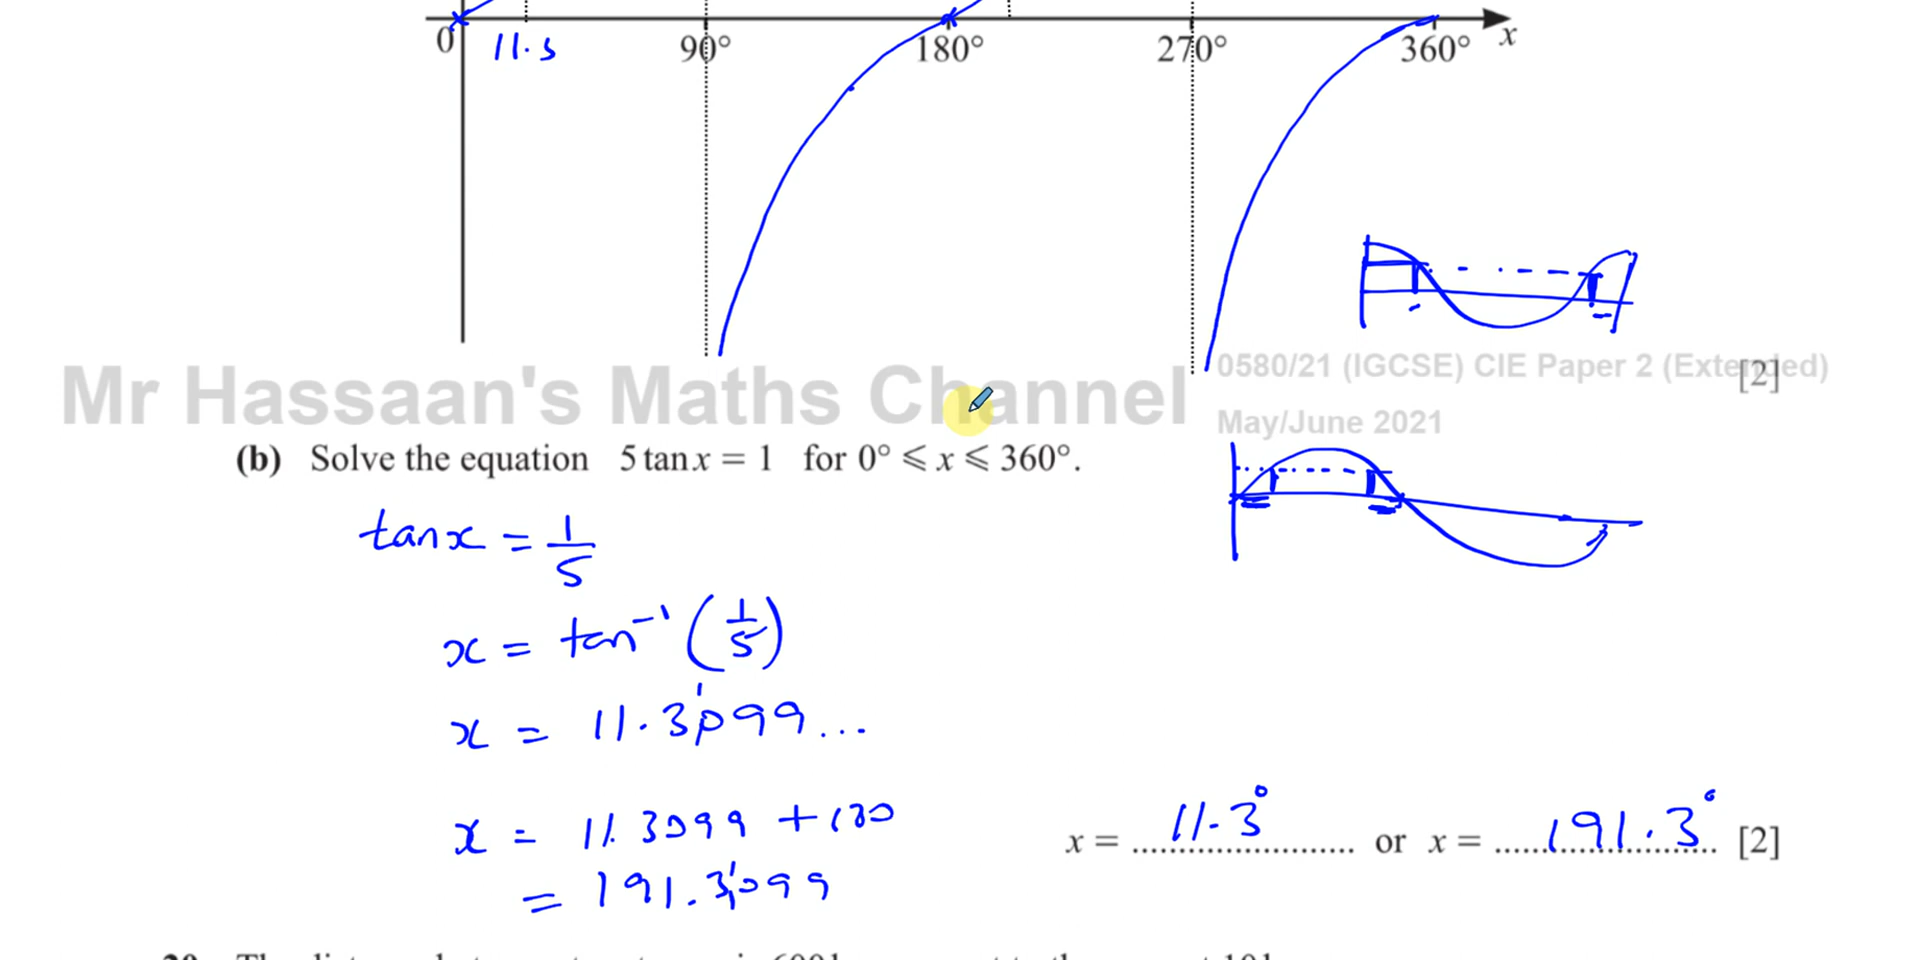 0 11.3 90° 180° 270° 360° x
Mr Hassaan's Maths Channel
0580/21 (IGCSE) CIE Paper 2 (Extended)
[2]
May/June 2021
(b) Solve the equation 5 tan x = 1 for 0° ⩽ x ⩽ 360°.
tan x = 1/5
x = tan⁻¹ (1/5)
x = 11.3099...
x = 11.3099 + 180
= 191.3099
x = 11.3° or x = 191.3° [2]